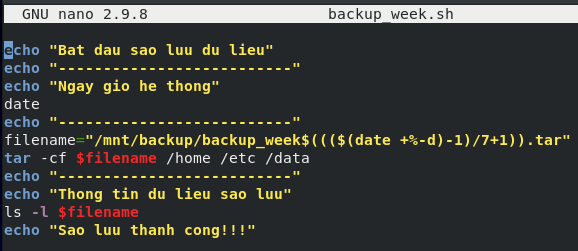 GNU nano 2.9.8 backup_week.sh
echo "Bat dau sao luu du lieu"
echo "--------------------------"
echo "Ngay gio he thong"
date
echo "--------------------------"
filename="/mnt/backup/backup_week$((($(date +%-d)-1)/7+1)).tar"
tar -cf $filename /home /etc /data
echo "--------------------------"
echo "Thong tin du lieu sao luu"
ls -l $filename
echo "Sao luu thanh cong!!!"